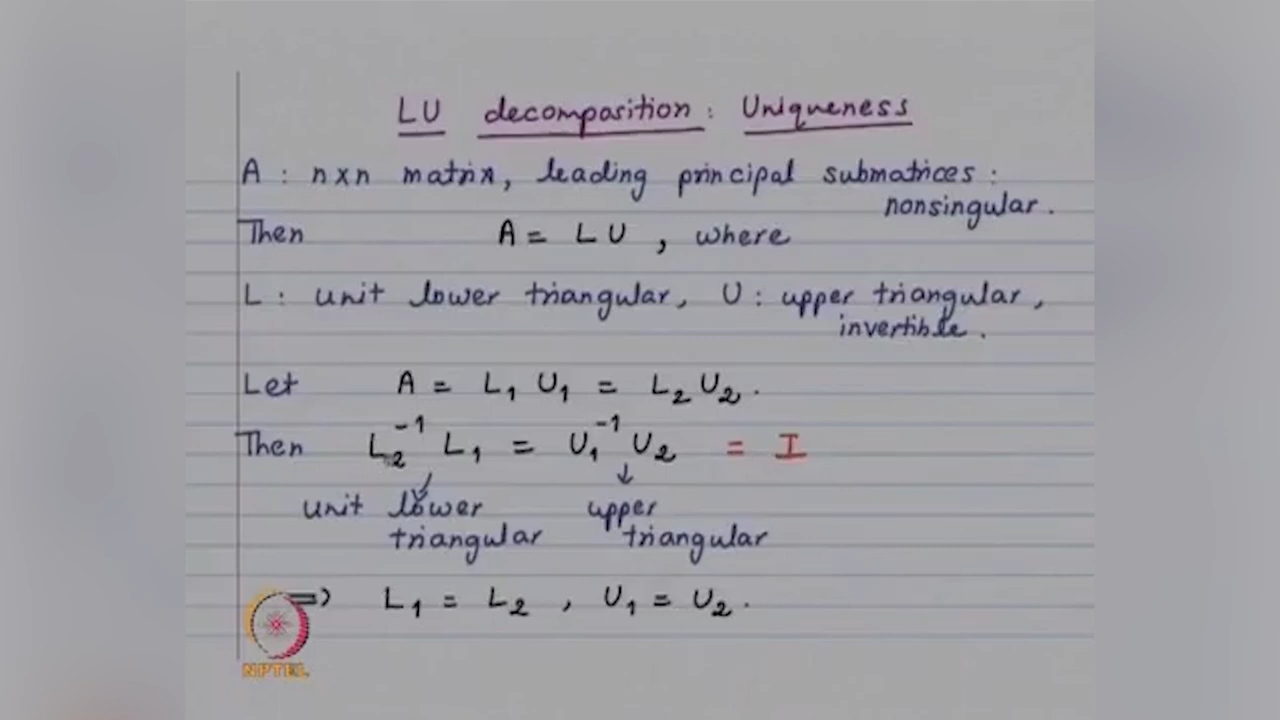 LU decomposition : Uniqueness
A : n x n matrix, leading principal submatrices :
nonsingular.
Then A = L U , where
L : unit lower triangular, U : upper triangular,
invertible.
Let A = L₁ U₁ = L₂ U₂ .
Then L₂⁻¹ L₁ = U₁⁻¹ U₂ = I
↙ ↓
unit lower upper
triangular triangular
⇒ L₁ = L₂ , U₁ = U₂ .
NPTEL